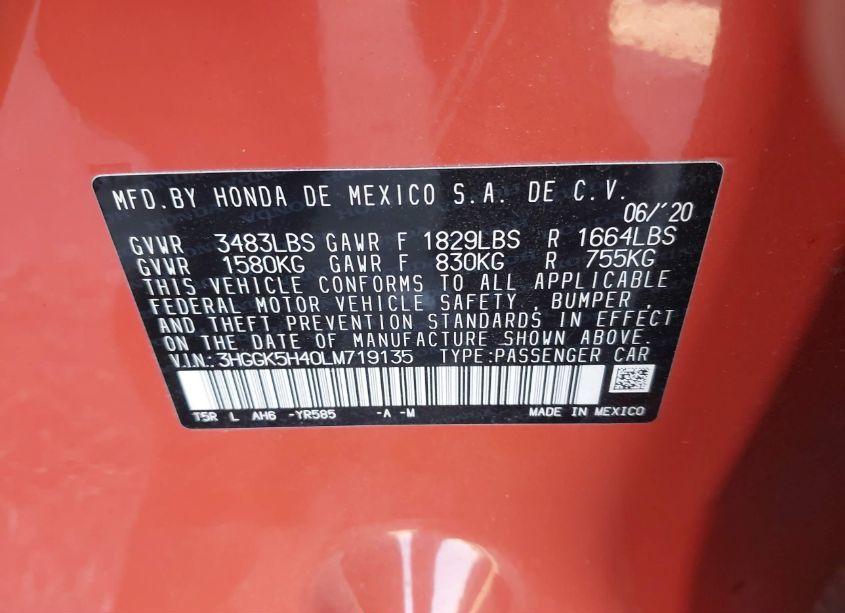 MFD.BY HONDA DE MEXICO S.A. DE C.V.
06/'20
GVWR 3483LBS GAWR F 1829LBS R 1664LBS
GVWR 1580KG GAWR F 830KG R 755KG
THIS VEHICLE CONFORMS TO ALL APPLICABLE
FEDERAL MOTOR VEHICLE SAFETY, BUMPER,
AND THEFT PREVENTION STANDARDS IN EFFECT
ON THE DATE OF MANUFACTURE SHOWN ABOVE.
V.I.N.:3HGGK5H40LM719135 TYPE:PASSENGER CAR
T5R L AH6 -YR585 -A -M MADE IN MEXICO